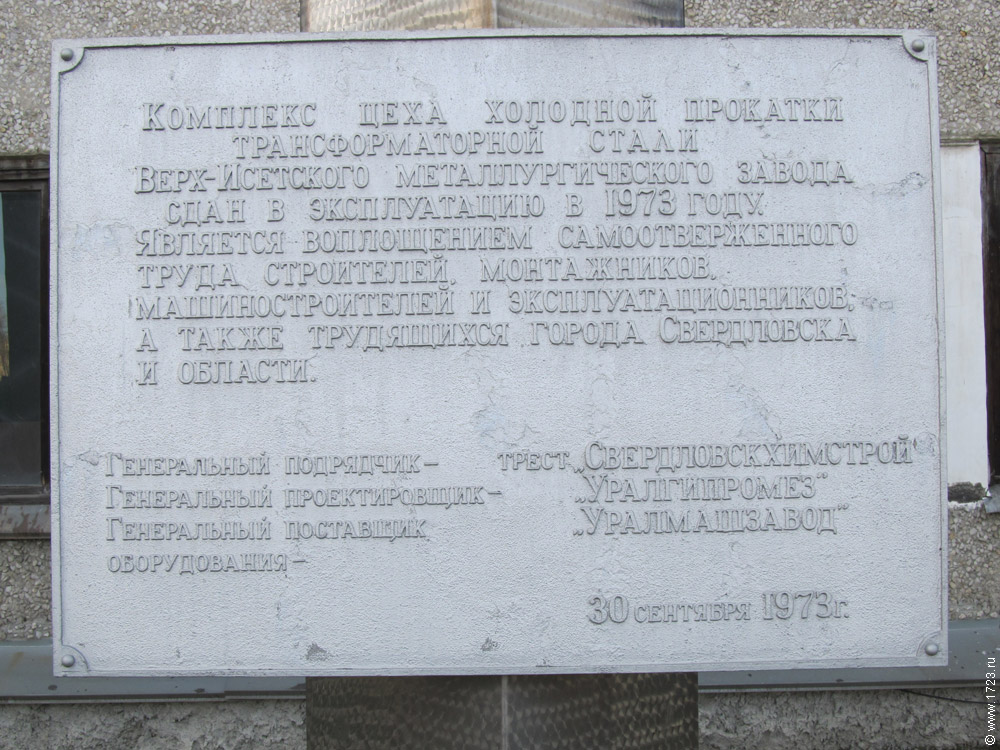 Комплекс цеха холодной прокатки
трансформаторной стали
Верх-Исетского металлургического завода
сдан в эксплуатацию в 1973 году.
Является воплощением самоотверженного
труда строителей, монтажников,
машиностроителей и эксплуатационников,
а также трудящихся города Свердловска
и области.
Генеральный подрядчик – трест „Свердловскхимстрой"
Генеральный проектировщик – „Уралгипромез"
Генеральный поставщик „Уралмашзавод"
оборудования –
30 сентября 1973 г.
© www.1723.ru